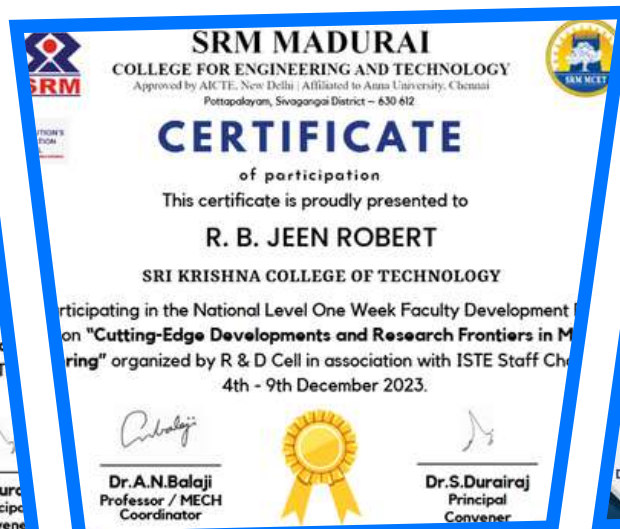 SRM MADURAI
COLLEGE FOR ENGINEERING AND TECHNOLOGY
Approved by AICTE, New Delhi | Affiliated to Anna University, Chennai
Pottapalayam, Sivagangai District – 630 612
SRM
SRM MCET
CERTIFICATE
of participation
This certificate is proudly presented to
R. B. JEEN ROBERT
SRI KRISHNA COLLEGE OF TECHNOLOGY
rticipating in the National Level One Week Faculty Development
on "Cutting-Edge Developments and Research Frontiers in M
ring" organized by R & D Cell in association with ISTE Staff Ch
4th - 9th December 2023.
Dr.A.N.Balaji
Professor / MECH
Coordinator
Dr.S.Durairaj
Principal
Convener